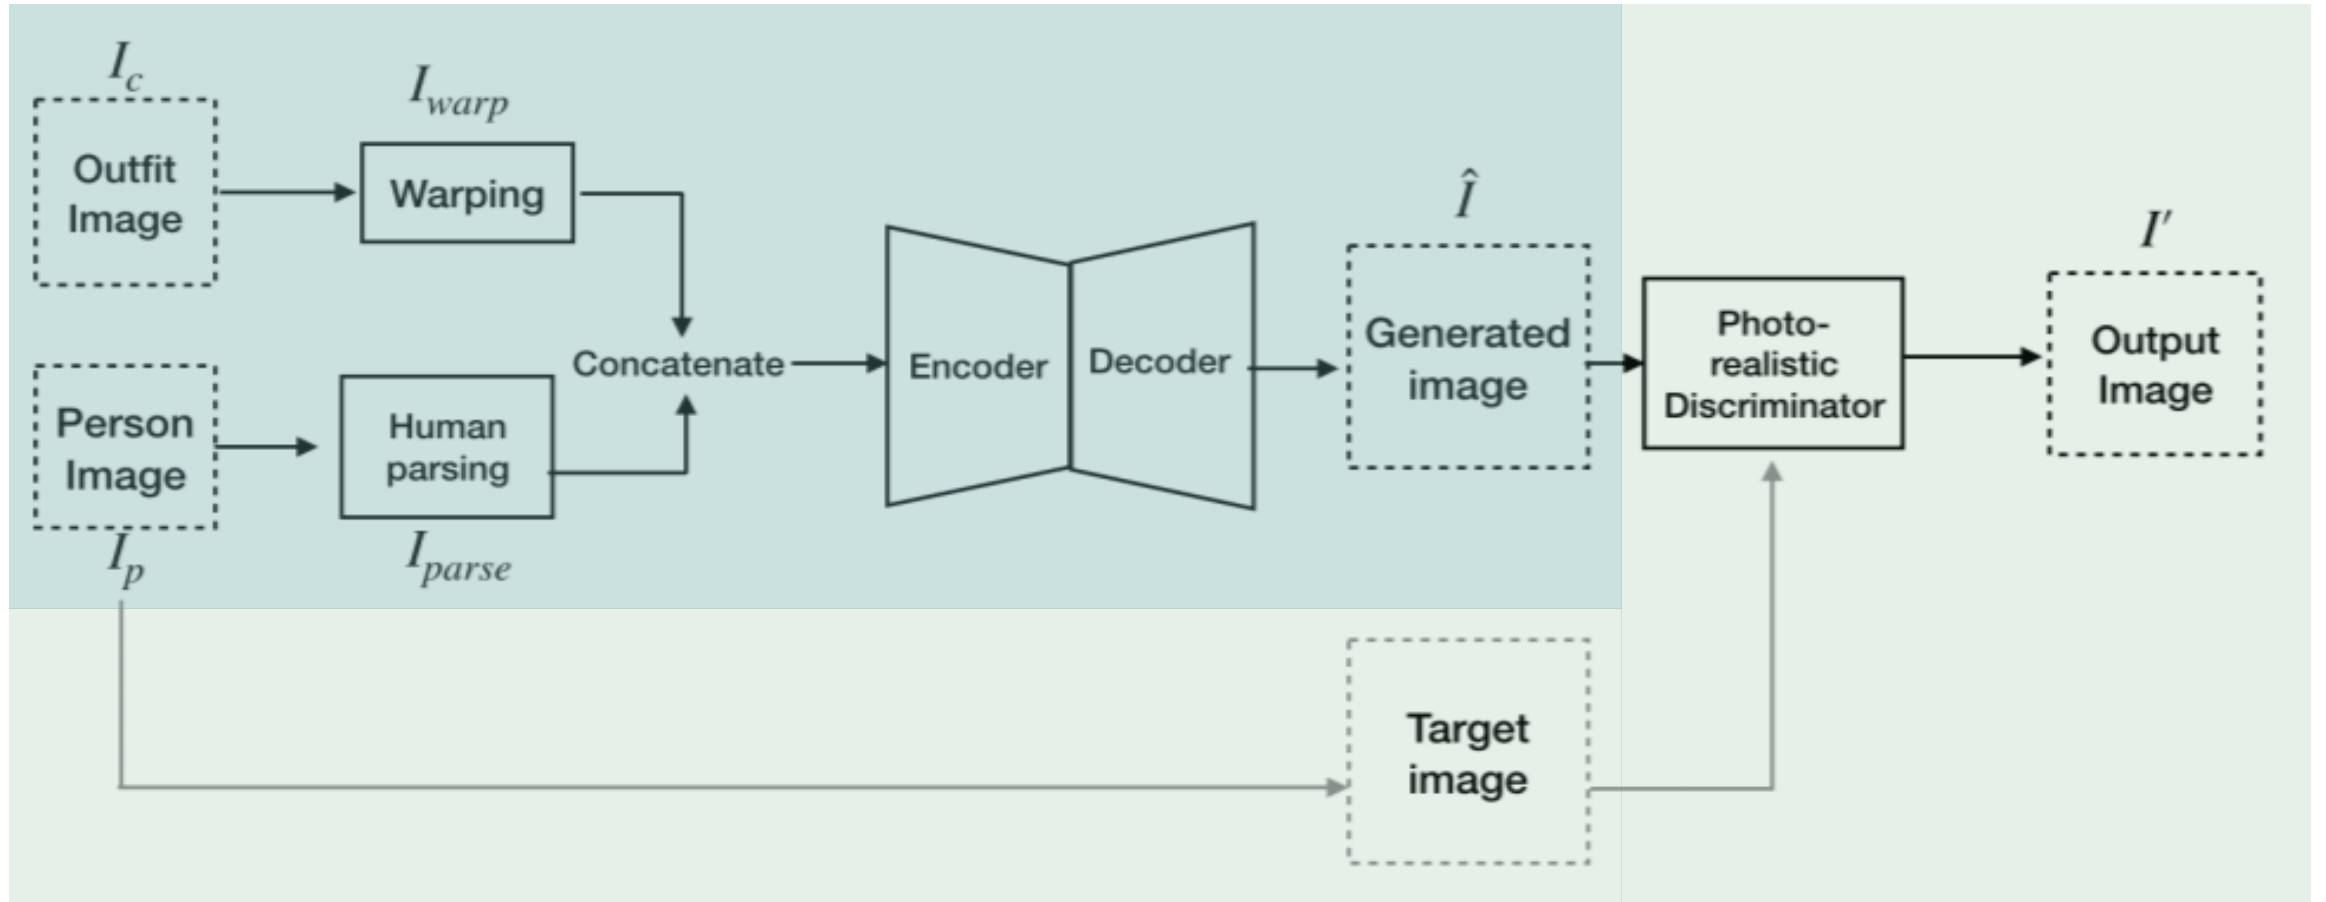 I_c
Outfit
Image
I_warp
Warping
Person
Image
I_p
Human
parsing
I_parse
Concatenate
Encoder
Decoder
Î
Generated
image
Photo-
realistic
Discriminator
I′
Output
Image
Target
image